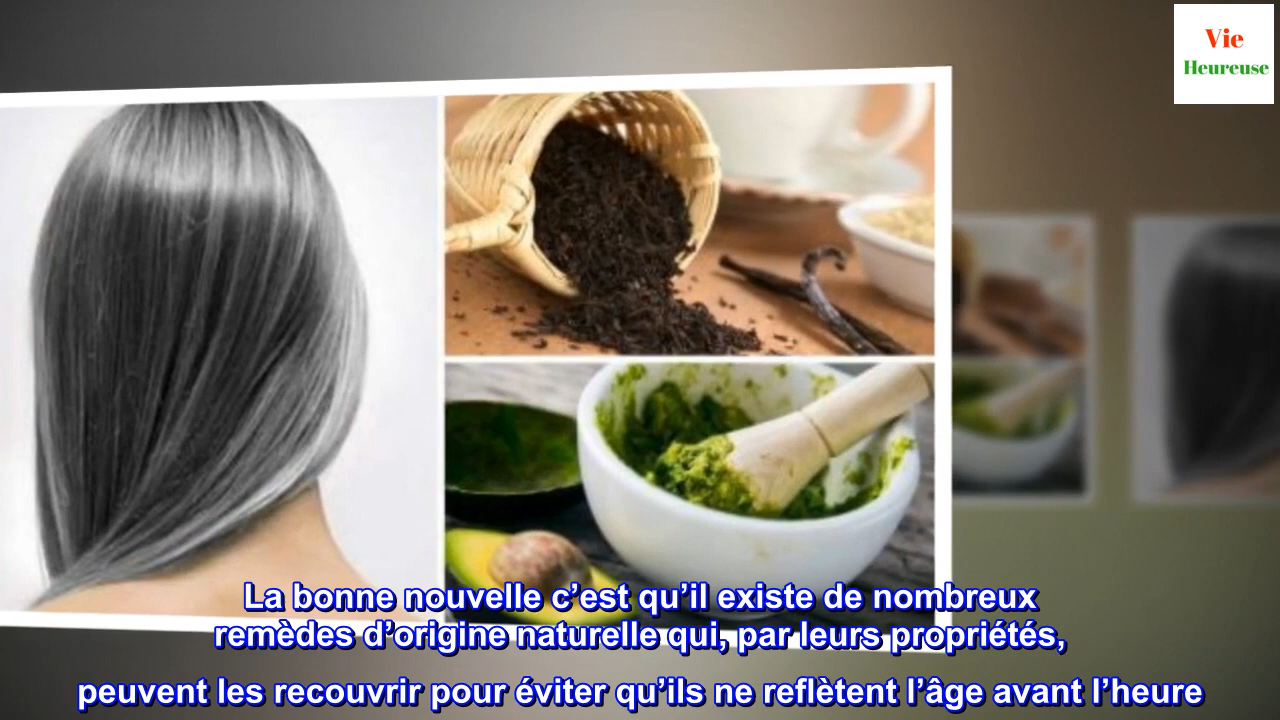 Vie
Heureuse
La bonne nouvelle c’est qu’il existe de nombreux
remèdes d’origine naturelle qui, par leurs propriétés,
peuvent les recouvrir pour éviter qu’ils ne reflètent l’âge avant l’heure